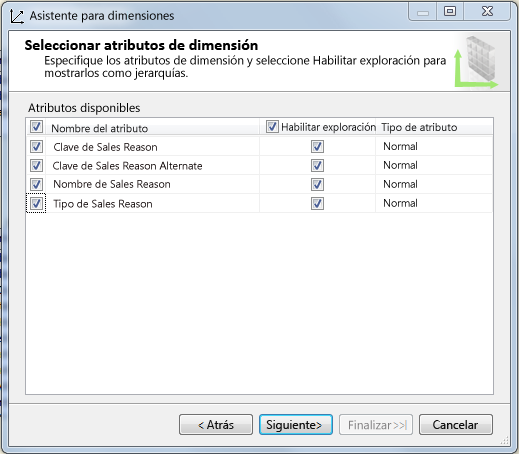 Asistente para dimensiones
Seleccionar atributos de dimensión
Especifique los atributos de dimensión y seleccione Habilitar exploración para
mostrarlos como jerarquías.
Atributos disponibles
Nombre del atributo Habilitar exploración Tipo de atributo
Clave de Sales Reason Normal
Clave de Sales Reason Alternate Normal
Nombre de Sales Reason Normal
Tipo de Sales Reason Normal
< Atrás Siguiente> Finalizar>>| Cancelar